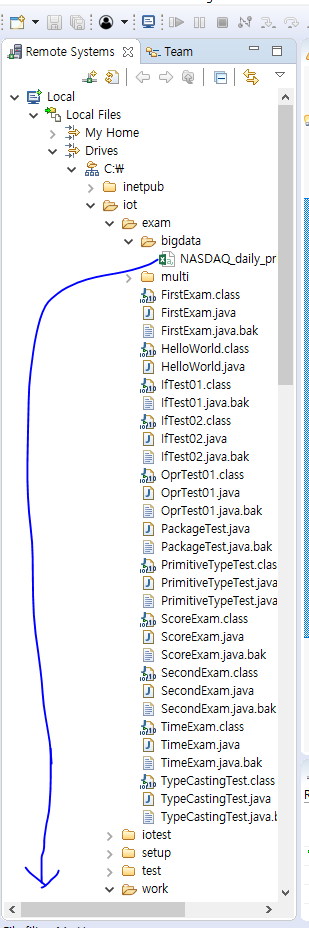 Remote Systems
Team
Local
Local Files
My Home
Drives
C:₩
inetpub
iot
exam
bigdata
NASDAQ_daily_pr
multi
FirstExam.class
FirstExam.java
FirstExam.java.bak
HelloWorld.class
HelloWorld.java
IfTest01.class
IfTest01.java.bak
IfTest02.class
IfTest02.java
IfTest02.java.bak
OprTest01.class
OprTest01.java
OprTest01.java.bak
PackageTest.java
PackageTest.java.bak
PrimitiveTypeTest.clas
PrimitiveTypeTest.java
PrimitiveTypeTest.java
ScoreExam.class
ScoreExam.java
ScoreExam.java.bak
SecondExam.class
SecondExam.java
SecondExam.java.bak
TimeExam.class
TimeExam.java
TimeExam.java.bak
TypeCastingTest.class
TypeCastingTest.java
TypeCastingTest.java.b
iotest
setup
test
work